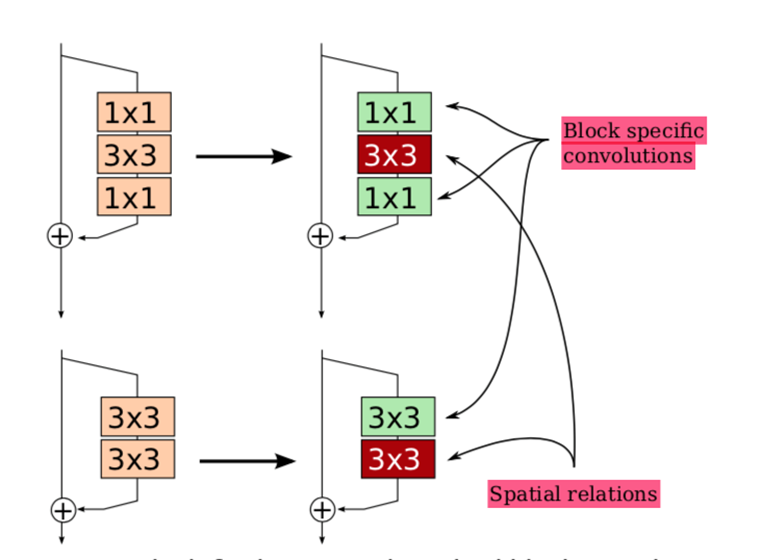 1x1
3x3
1x1
1x1
3x3
1x1
Block specific
convolutions
3x3
3x3
3x3
3x3
Spatial relations